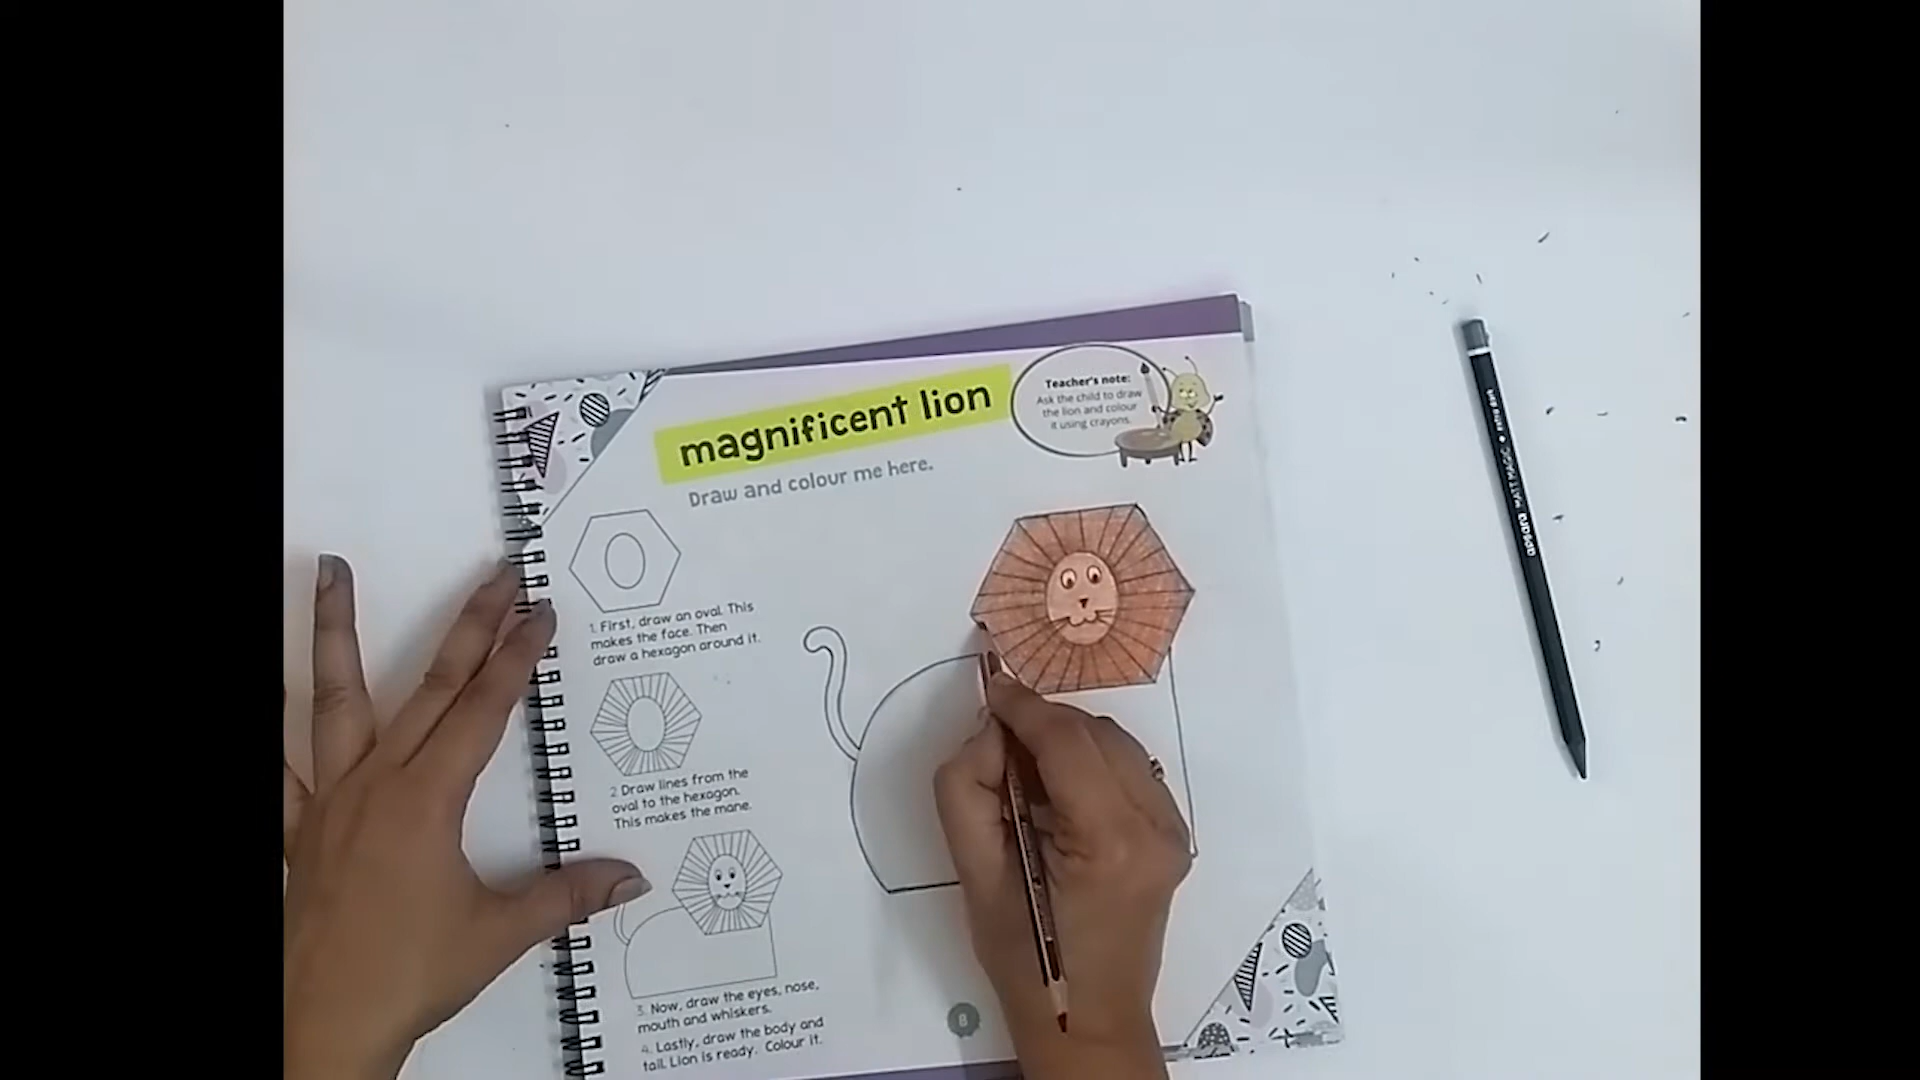 magnificent lion
Draw and colour me here.
Teacher's note:
Ask the child to draw
the lion and colour
it using crayons.
1. First, draw an oval. This
makes the face. Then
draw a hexagon around it.
2 Draw lines from the
oval to the hexagon.
This makes the mane.
3. Now, draw the eyes, nose,
mouth and whiskers.
4. Lastly, draw the body and
tail. Lion is ready. Colour it.
8
apsara MATT MAGIC